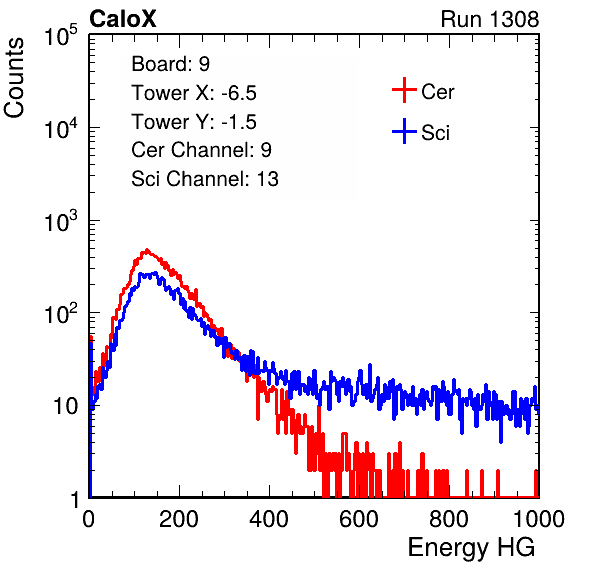 CaloX Run 1308
Counts
Board: 9
Tower X: -6.5
Tower Y: -1.5
Cer Channel: 9
Sci Channel: 13
Cer
Sci
10^5
10^4
10^3
10^2
10
1
0 200 400 600 800 1000
Energy HG